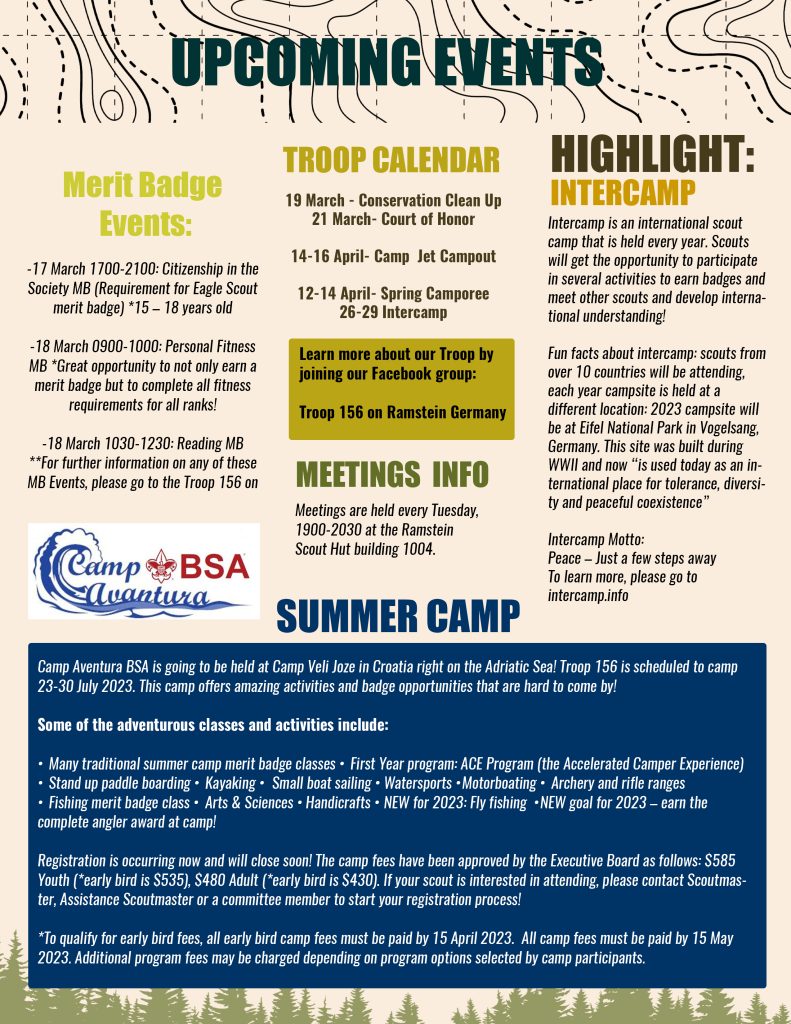 UPCOMING EVENTS
Merit Badge
Events:
-17 March 1700-2100: Citizenship in the
Society MB (Requirement for Eagle Scout
merit badge) *15 – 18 years old
-18 March 0900-1000: Personal Fitness
MB *Great opportunity to not only earn a
merit badge but to complete all fitness
requirements for all ranks!
-18 March 1030-1230: Reading MB
**For further information on any of these
MB Events, please go to the Troop 156 on
Camp BSA
Avantura
TROOP CALENDAR
19 March - Conservation Clean Up
21 March- Court of Honor
14-16 April- Camp Jet Campout
12-14 April- Spring Camporee
26-29 Intercamp
Learn more about our Troop by
joining our Facebook group:
Troop 156 on Ramstein Germany
MEETINGS INFO
Meetings are held every Tuesday,
1900-2030 at the Ramstein
Scout Hut building 1004.
HIGHLIGHT:
INTERCAMP
Intercamp is an international scout
camp that is held every year. Scouts
will get the opportunity to participate
in several activities to earn badges and
meet other scouts and develop interna-
tional understanding!
Fun facts about intercamp: scouts from
over 10 countries will be attending,
each year campsite is held at a
different location: 2023 campsite will
be at Eifel National Park in Vogelsang,
Germany. This site was built during
WWII and now “is used today as an in-
ternational place for tolerance, diversi-
ty and peaceful coexistence”
Intercamp Motto:
Peace – Just a few steps away
To learn more, please go to
intercamp.info
SUMMER CAMP
Camp Aventura BSA is going to be held at Camp Veli Joze in Croatia right on the Adriatic Sea! Troop 156 is scheduled to camp
23-30 July 2023. This camp offers amazing activities and badge opportunities that are hard to come by!
Some of the adventurous classes and activities include:
• Many traditional summer camp merit badge classes • First Year program: ACE Program (the Accelerated Camper Experience)
• Stand up paddle boarding • Kayaking • Small boat sailing • Watersports •Motorboating • Archery and rifle ranges
• Fishing merit badge class • Arts & Sciences • Handicrafts • NEW for 2023: Fly fishing •NEW goal for 2023 – earn the
complete angler award at camp!
Registration is occurring now and will close soon! The camp fees have been approved by the Executive Board as follows: $585
Youth (*early bird is $535), $480 Adult (*early bird is $430). If your scout is interested in attending, please contact Scoutmas-
ter, Assistance Scoutmaster or a committee member to start your registration process!
*To qualify for early bird fees, all early bird camp fees must be paid by 15 April 2023. All camp fees must be paid by 15 May
2023. Additional program fees may be charged depending on program options selected by camp participants.